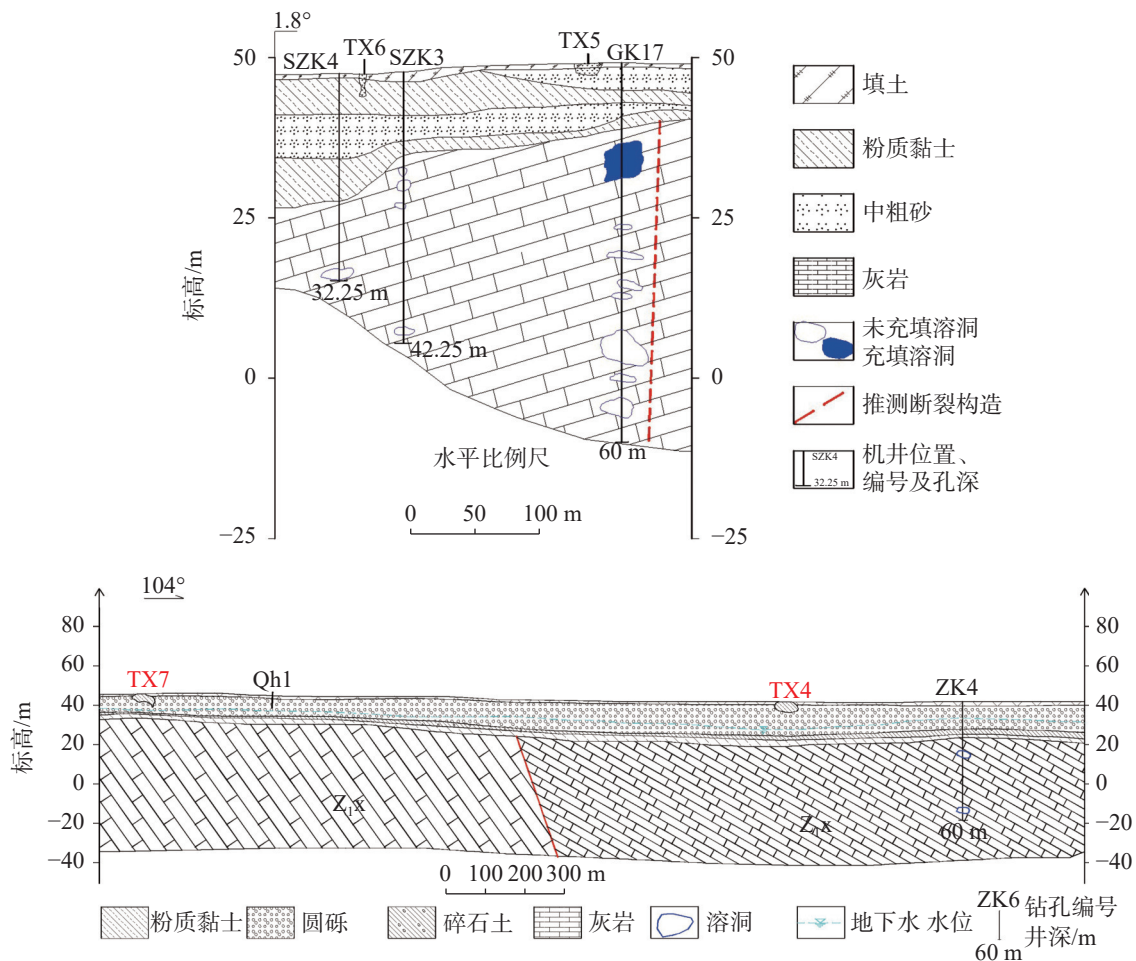 1.8°
50
SZK4
TX6
SZK3
TX5
GK17
50
25
25
标高/m
32.25 m
42.25 m
0
0
60 m
水平比例尺
0 50 100 m
−25
−25
填土
粉质黏土
中粗砂
灰岩
未充填溶洞
充填溶洞
推测断裂构造
SZK4
32.25 m
机井位置、
编号及孔深
104°
80
60
40
20
0
−20
−40
标高/m
TX7
Qh1
TX4
ZK4
80
60
40
20
0
−20
−40
Z₁x
Z₁x
60 m
0 100 200 300 m
粉质黏土
圆砾
碎石土
灰岩
溶洞
地下水 水位
ZK6
60 m
钻孔编号
井深/m